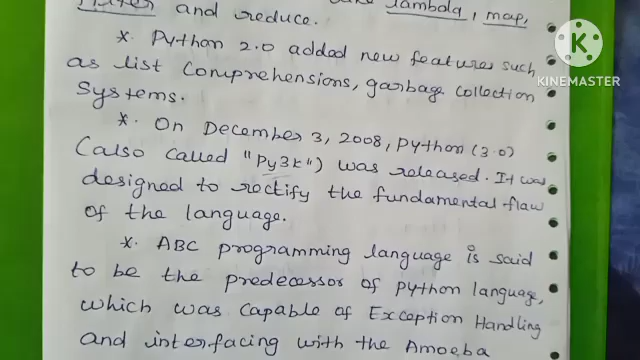 filter and reduce. lambda, map,
*. Python 2.0 added new features such
as list comprehensions, garbage collection
systems.
*. On December 3, 2008, Python (3.0)
(also called "Py3k") was released. It was
designed to rectify the fundamental flaw
of the language.
*. ABC programming language is said
to be the predecessor of Python language,
which was capable of Exception Handling
and interfacing with the Amoeba
KINEMASTER